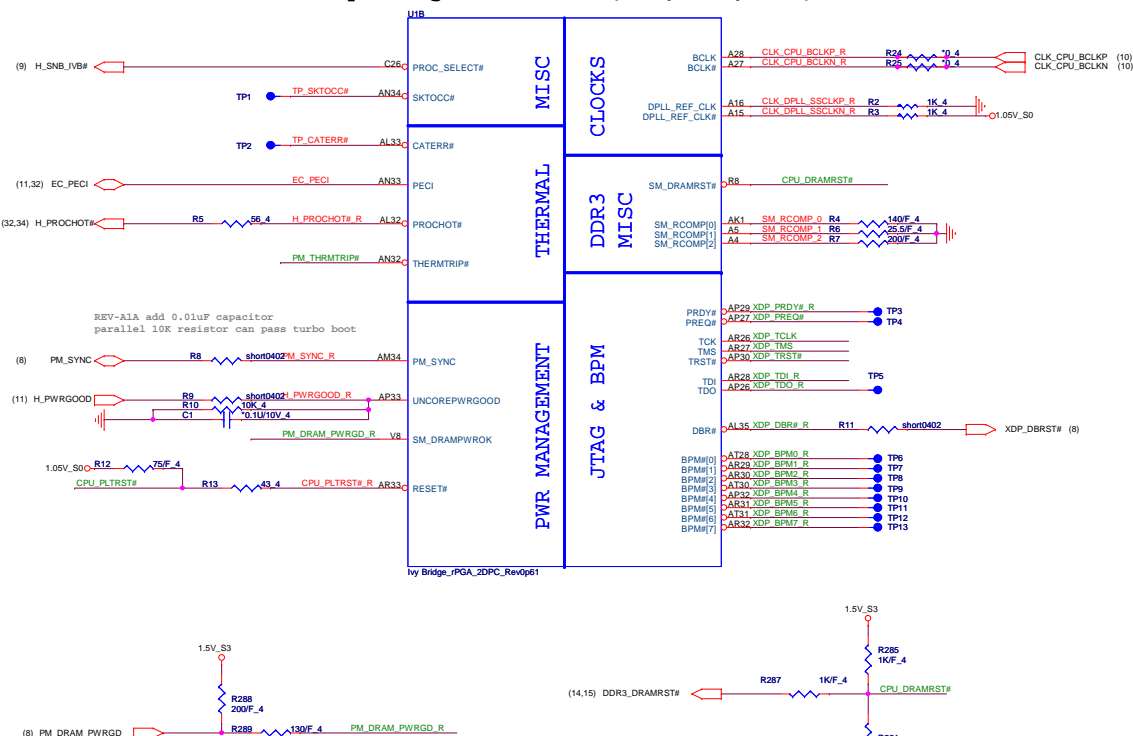 U1B
(9) H_SNB_IVB# C26 PROC_SELECT#
TP1 TP_SKTOCC# AN34 SKTOCC#
MISC
TP2 TP_CATERR# AL33 CATERR#
(11,32) EC_PECI EC_PECI AN33 PECI
(32,34) H_PROCHOT# R5 56_4 H_PROCHOT#_R AL32 PROCHOT#
PM_THRMTRIP# AN32 THERMTRIP#
THERMAL
REV-A1A add 0.01uF capacitor
parallel 10K resistor can pass turbo boot
(8) PM_SYNC R8 short0402 PM_SYNC_R AM34 PM_SYNC
(11) H_PWRGOOD R9 short0402 H_PWRGOOD_R AP33 UNCOREPWRGOOD
R10 10K_4
C1 *0.1U/10V_4
PM_DRAM_PWRGD_R V8 SM_DRAMPWROK
1.05V_S0 R12 75/F_4
CPU_PLTRST# R13 43_4 CPU_PLTRST#_R AR33 RESET#
PWR MANAGEMENT
CLOCKS
BCLK A28 CLK_CPU_BCLKP_R R24 *0_4 CLK_CPU_BCLKP (10)
BCLK# A27 CLK_CPU_BCLKN_R R25 *0_4 CLK_CPU_BCLKN (10)
DPLL_REF_CLK A16 CLK_DPLL_SSCLKP_R R2 1K_4
DPLL_REF_CLK# A15 CLK_DPLL_SSCLKN_R R3 1K_4 1.05V_S0
DDR3
MISC
SM_DRAMRST# R8 CPU_DRAMRST#
SM_RCOMP[0] AK1 SM_RCOMP_0 R4 140/F_4
SM_RCOMP[1] A5 SM_RCOMP_1 R6 25.5/F_4
SM_RCOMP[2] A4 SM_RCOMP_2 R7 200/F_4
JTAG & BPM
PRDY# AP29 XDP_PRDY#_R TP3
PREQ# AP27 XDP_PREQ# TP4
TCK AR26 XDP_TCLK
TMS AR27 XDP_TMS
TRST# AP30 XDP_TRST#
TDI AR28 XDP_TDI_R TP5
TDO AP26 XDP_TDO_R
DBR# AL35 XDP_DBR#_R R11 short0402 XDP_DBRST# (8)
BPM#[0] AT28 XDP_BPM0_R TP6
BPM#[1] AR29 XDP_BPM1_R TP7
BPM#[2] AR30 XDP_BPM2_R TP8
BPM#[3] AT30 XDP_BPM3_R TP9
BPM#[4] AP32 XDP_BPM4_R TP10
BPM#[5] AR31 XDP_BPM5_R TP11
BPM#[6] AT31 XDP_BPM6_R TP12
BPM#[7] AR32 XDP_BPM7_R TP13
Ivy Bridge_rPGA_2DPC_Rev0p61
1.5V_S3
R288
200/F_4
(8) PM_DRAM_PWRGD R289 130/F_4 PM_DRAM_PWRGD_R
1.5V_S3
R285
1K/F_4
(14,15) DDR3_DRAMRST# R287 1K/F_4 CPU_DRAMRST#